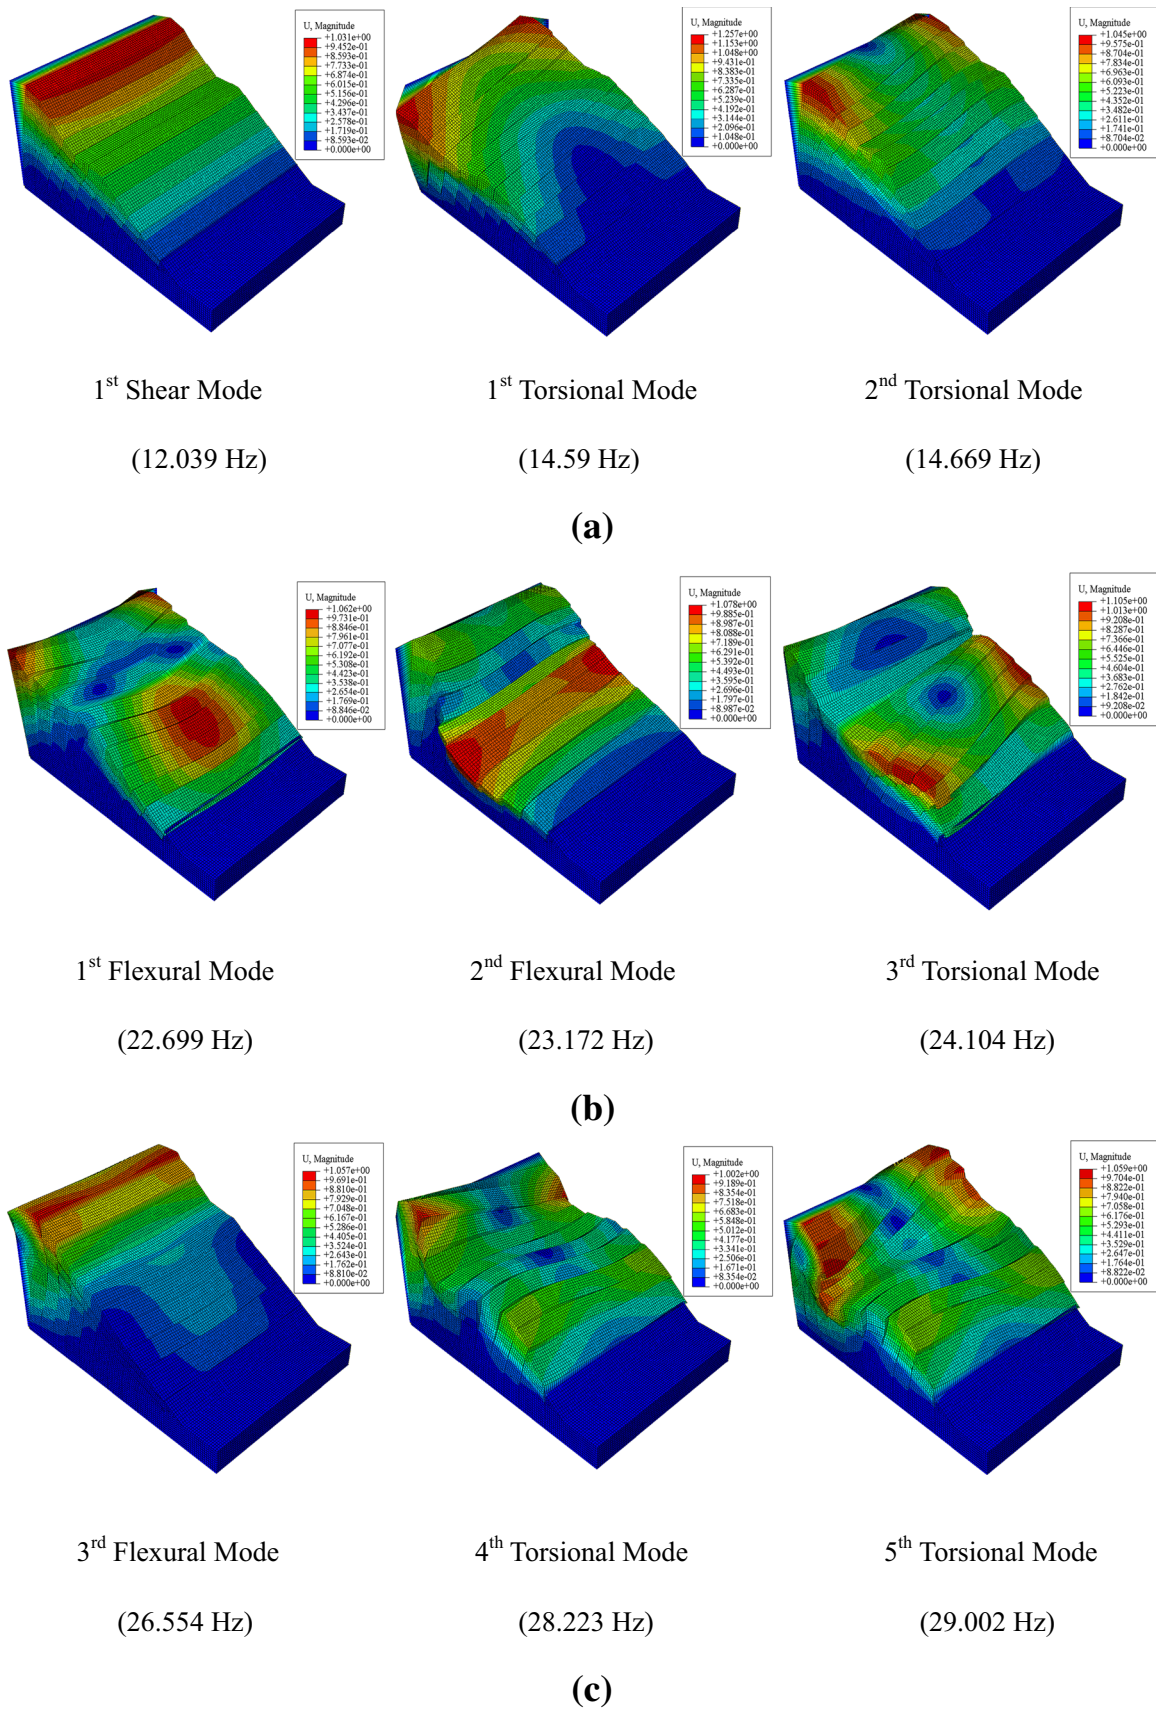 U, Magnitude
+1.031e+00
+9.452e-01
+8.593e-01
+7.733e-01
+6.874e-01
+6.015e-01
+5.156e-01
+4.296e-01
+3.437e-01
+2.578e-01
+1.719e-01
+8.593e-02
+0.000e+00
U, Magnitude
+1.257e+00
+1.153e+00
+1.048e+00
+9.431e-01
+8.383e-01
+7.335e-01
+6.287e-01
+5.239e-01
+4.192e-01
+3.144e-01
+2.096e-01
+1.048e-01
+0.000e+00
U, Magnitude
+1.045e+00
+9.575e-01
+8.704e-01
+7.834e-01
+6.963e-01
+6.093e-01
+5.223e-01
+4.352e-01
+3.482e-01
+2.611e-01
+1.741e-01
+8.704e-02
+0.000e+00
1st Shear Mode
1st Torsional Mode
2nd Torsional Mode
(12.039 Hz)
(14.59 Hz)
(14.669 Hz)
(a)
U, Magnitude
+1.062e+00
+9.731e-01
+8.846e-01
+7.961e-01
+7.077e-01
+6.192e-01
+5.308e-01
+4.423e-01
+3.538e-01
+2.654e-01
+1.769e-01
+8.846e-02
+0.000e+00
U, Magnitude
+1.078e+00
+9.885e-01
+8.987e-01
+8.088e-01
+7.189e-01
+6.291e-01
+5.392e-01
+4.493e-01
+3.595e-01
+2.696e-01
+1.797e-01
+8.987e-02
+0.000e+00
U, Magnitude
+1.105e+00
+1.013e+00
+9.208e-01
+8.287e-01
+7.366e-01
+6.446e-01
+5.525e-01
+4.604e-01
+3.683e-01
+2.762e-01
+1.842e-01
+9.208e-02
+0.000e+00
1st Flexural Mode
2nd Flexural Mode
3rd Torsional Mode
(22.699 Hz)
(23.172 Hz)
(24.104 Hz)
(b)
U, Magnitude
+1.057e+00
+9.691e-01
+8.810e-01
+7.929e-01
+7.048e-01
+6.167e-01
+5.286e-01
+4.405e-01
+3.524e-01
+2.643e-01
+1.762e-01
+8.810e-02
+0.000e+00
U, Magnitude
+1.002e+00
+9.189e-01
+8.354e-01
+7.518e-01
+6.683e-01
+5.848e-01
+5.012e-01
+4.177e-01
+3.341e-01
+2.506e-01
+1.671e-01
+8.354e-02
+0.000e+00
U, Magnitude
+1.059e+00
+9.704e-01
+8.822e-01
+7.940e-01
+7.058e-01
+6.176e-01
+5.293e-01
+4.411e-01
+3.529e-01
+2.647e-01
+1.764e-01
+8.822e-02
+0.000e+00
3rd Flexural Mode
4th Torsional Mode
5th Torsional Mode
(26.554 Hz)
(28.223 Hz)
(29.002 Hz)
(c)